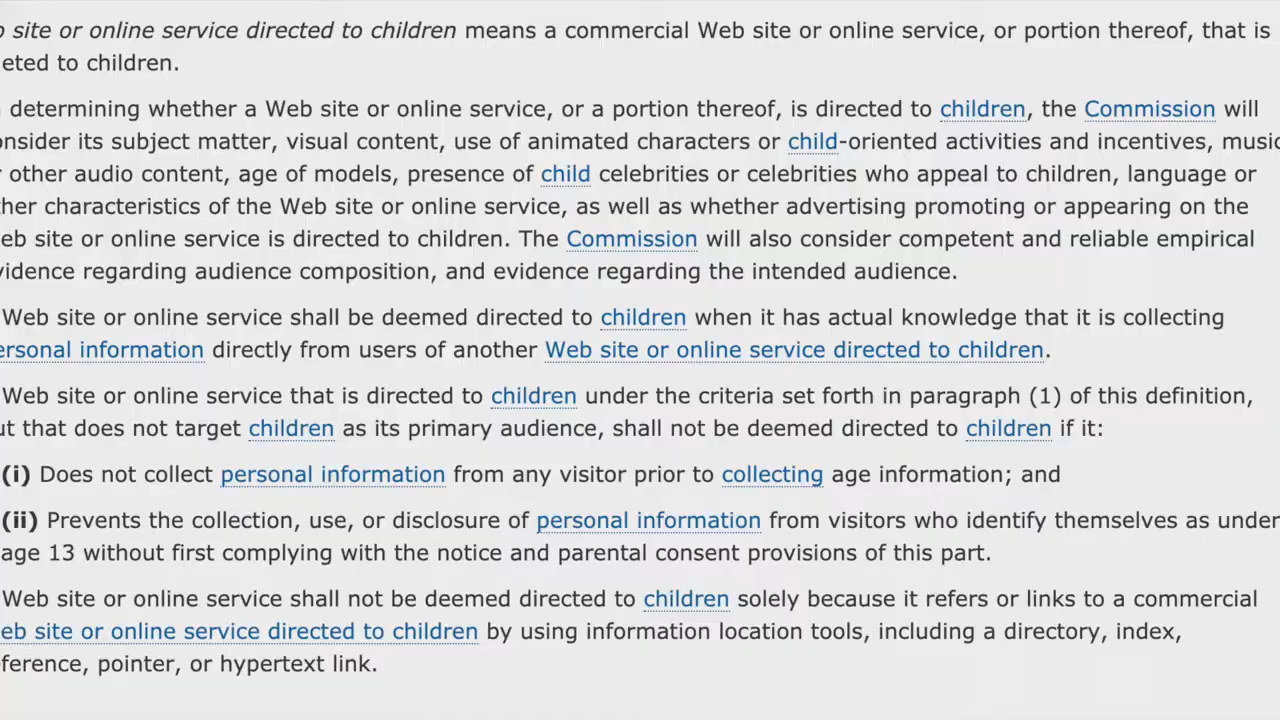 site or online service directed to children means a commercial Web site or online service, or portion thereof, that is
to children.
determining whether a Web site or online service, or a portion thereof, is directed to children, the Commission will
its subject matter, visual content, use of animated characters or child-oriented activities and incentives, music
other audio content, age of models, presence of child celebrities or celebrities who appeal to children, language or
characteristics of the Web site or online service, as well as whether advertising promoting or appearing on the
site or online service is directed to children. The Commission will also consider competent and reliable empirical
regarding audience composition, and evidence regarding the intended audience.
Web site or online service shall be deemed directed to children when it has actual knowledge that it is collecting
information directly from users of another Web site or online service directed to children.
Web site or online service that is directed to children under the criteria set forth in paragraph (1) of this definition,
that does not target children as its primary audience, shall not be deemed directed to children if it:
(i) Does not collect personal information from any visitor prior to collecting age information; and
(ii) Prevents the collection, use, or disclosure of personal information from visitors who identify themselves as under
age 13 without first complying with the notice and parental consent provisions of this part.
Web site or online service shall not be deemed directed to children solely because it refers or links to a commercial
site or online service directed to children by using information location tools, including a directory, index,
pointer, or hypertext link.